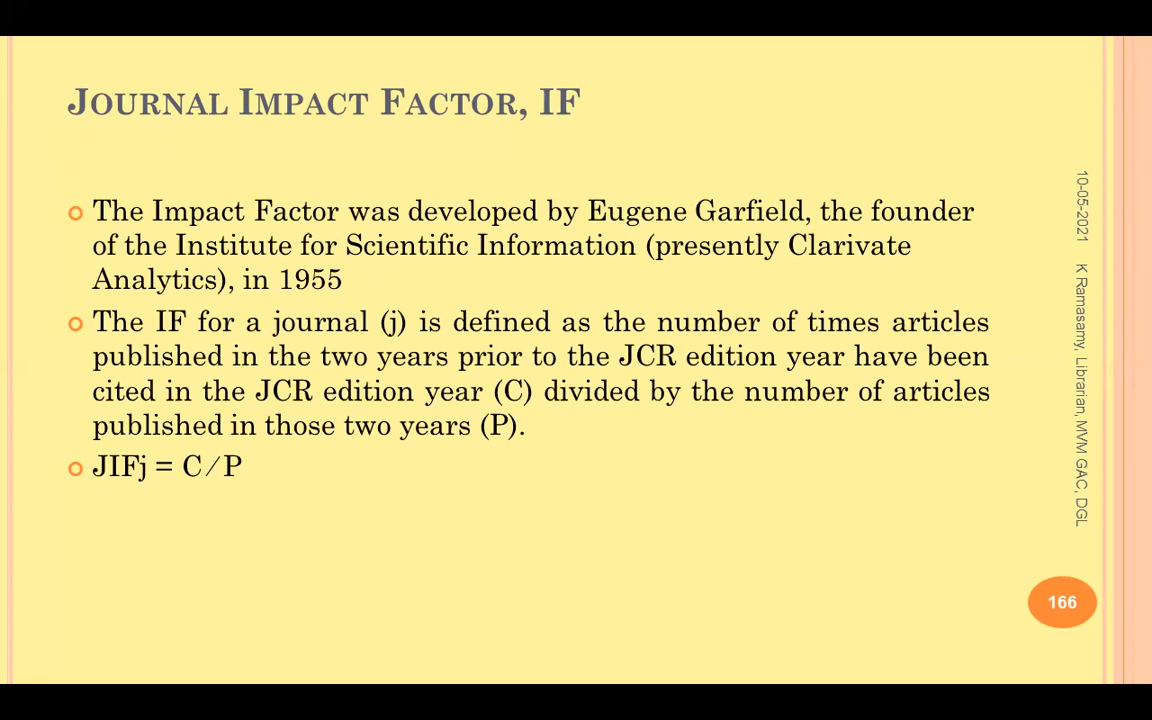 JOURNAL IMPACT FACTOR, IF
The Impact Factor was developed by Eugene Garfield, the founder
of the Institute for Scientific Information (presently Clarivate
Analytics), in 1955
The IF for a journal (j) is defined as the number of times articles
published in the two years prior to the JCR edition year have been
cited in the JCR edition year (C) divided by the number of articles
published in those two years (P).
JIFj = C ∕ P
10-05-2021 K Ramasamy, Librarian, MVM GAC, DGL
166